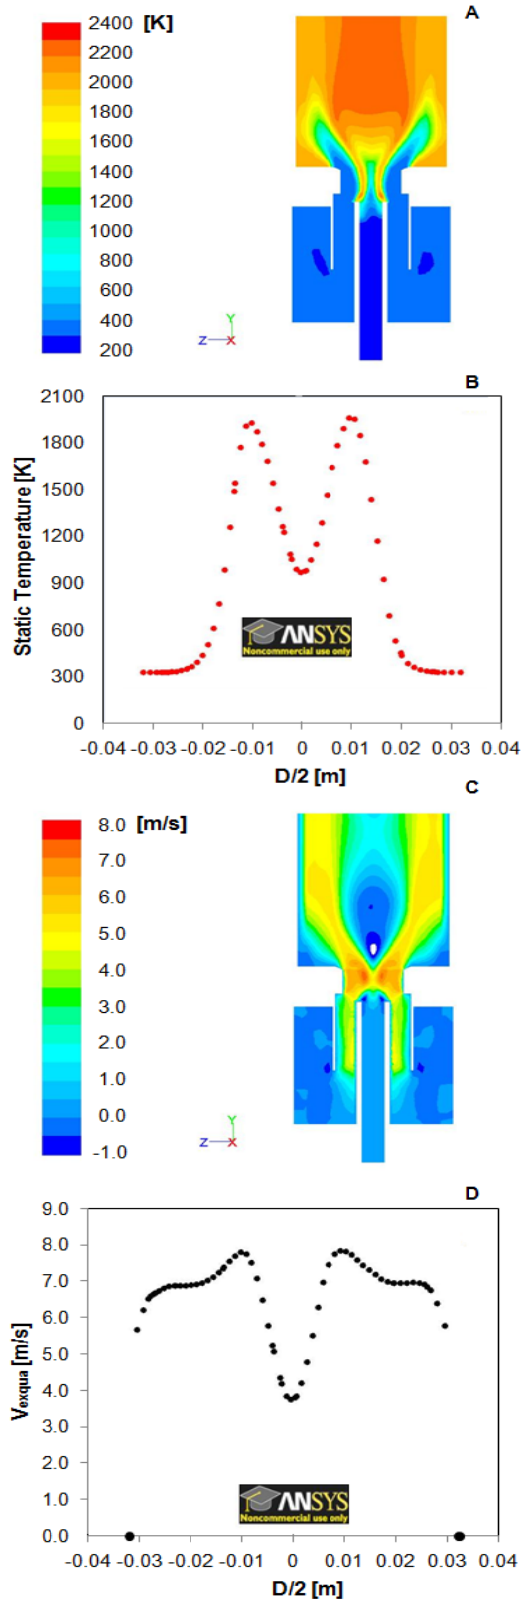 A
[K]
2400
2200
2000
1800
1600
1400
1200
1000
800
600
400
200
Y
Z
X
B
Static Temperature [K]
2100
1800
1500
1200
900
600
300
0
ANSYS
Noncommercial use only
-0.04 -0.03 -0.02 -0.01 0 0.01 0.02 0.03 0.04
D/2 [m]
C
[m/s]
8.0
7.0
6.0
5.0
4.0
3.0
2.0
1.0
0.0
-1.0
Y
Z
X
D
Vexqua [m/s]
9.0
8.0
7.0
6.0
5.0
4.0
3.0
2.0
1.0
0.0
ANSYS
Noncommercial use only
-0.04 -0.03 -0.02 -0.01 0 0.01 0.02 0.03 0.04
D/2 [m]